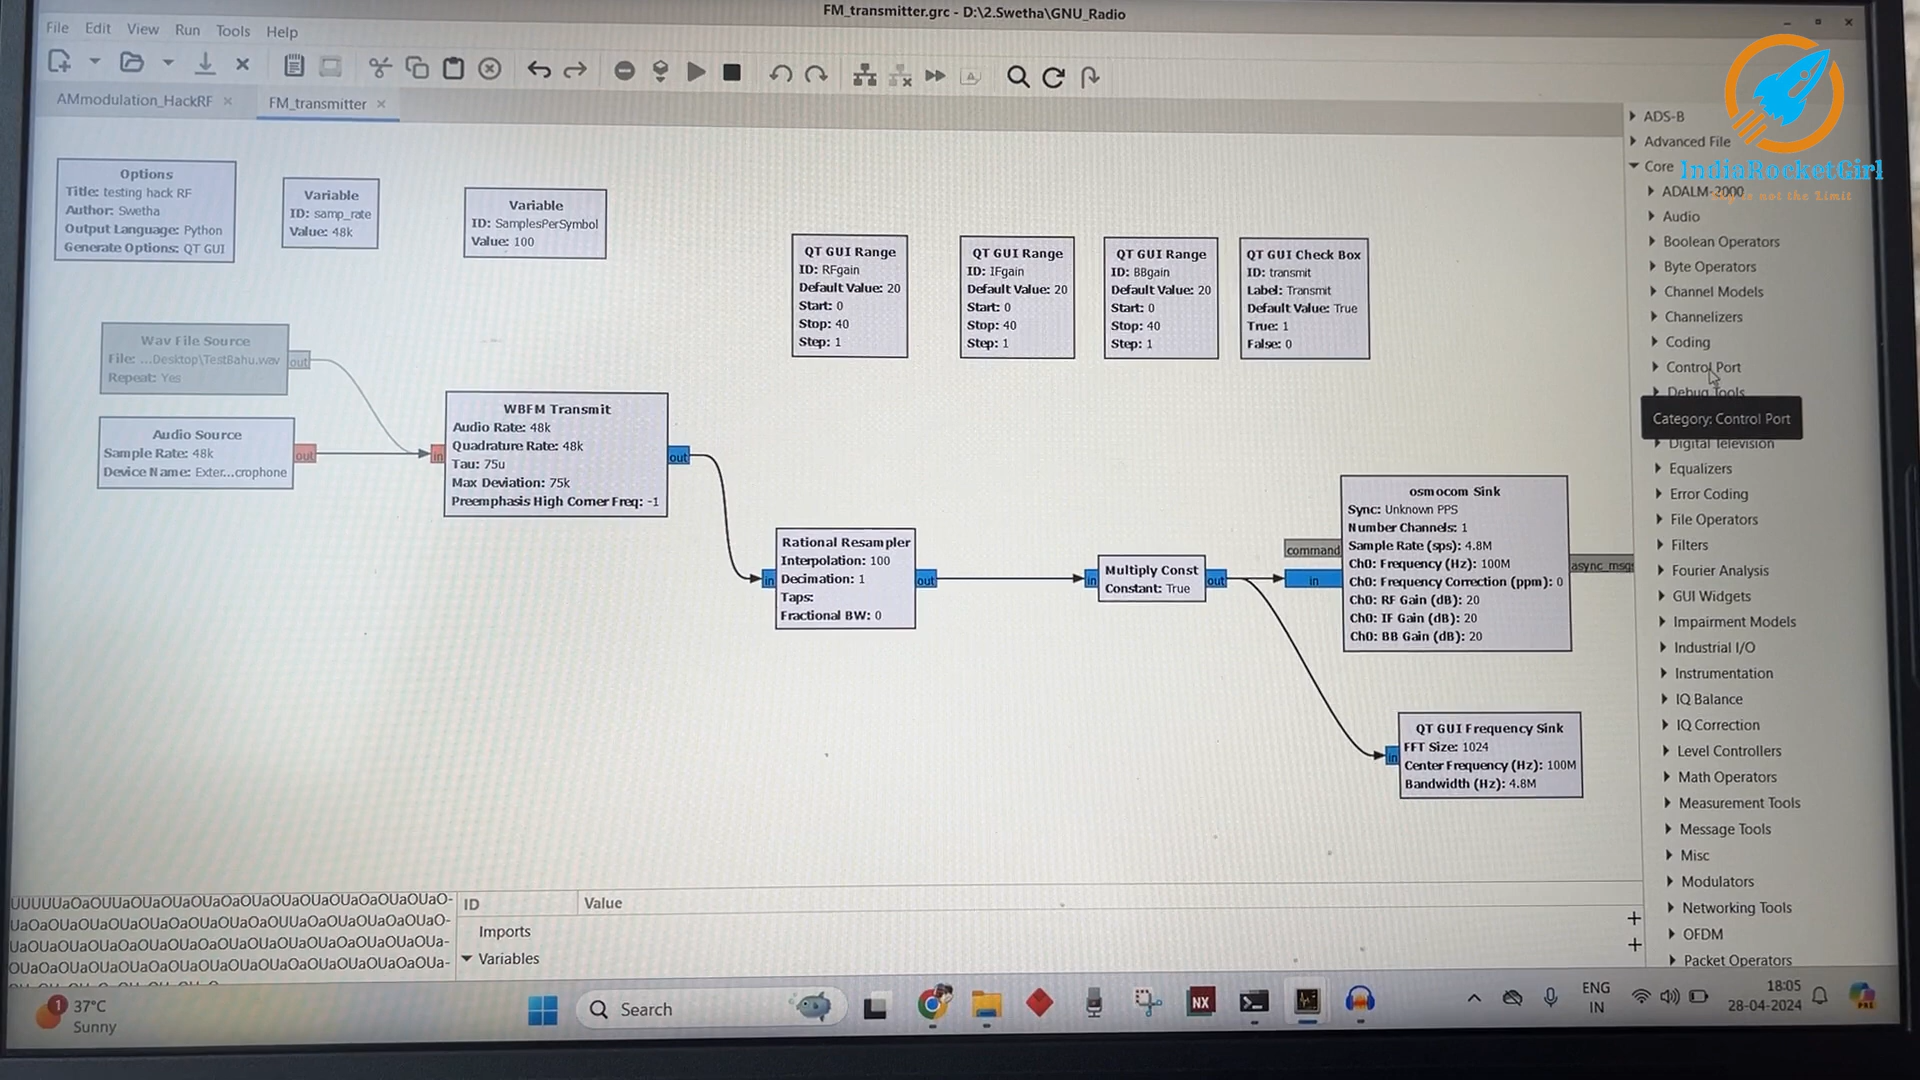 FM_transmitter.grc - D:\2.Swetha\GNU_Radio
File Edit View Run Tools Help
AMmodulation_HackRF
FM_transmitter
Options
Title: testing hack RF
Author: Swetha
Output Language: Python
Generate Options: QT GUI
Variable
ID: samp_rate
Value: 48k
Variable
ID: SamplesPerSymbol
Value: 100
QT GUI Range
ID: RFgain
Default Value: 20
Start: 0
Stop: 40
Step: 1
QT GUI Range
ID: IFgain
Default Value: 20
Start: 0
Stop: 40
Step: 1
QT GUI Range
ID: BBgain
Default Value: 20
Start: 0
Stop: 40
Step: 1
QT GUI Check Box
ID: transmit
Label: Transmit
Default Value: True
True: 1
False: 0
Wav File Source
File: ...Desktop\TestBahu.wav
Repeat: Yes
out
Audio Source
Sample Rate: 48k
Device Name: Exter...crophone
out
in
WBFM Transmit
Audio Rate: 48k
Quadrature Rate: 48k
Tau: 75u
Max Deviation: 75k
Preemphasis High Corner Freq: -1
out
in
Rational Resampler
Interpolation: 100
Decimation: 1
Taps:
Fractional BW: 0
out
in
Multiply Const
Constant: True
out
command
in
osmocom Sink
Sync: Unknown PPS
Number Channels: 1
Sample Rate (sps): 4.8M
Ch0: Frequency (Hz): 100M
Ch0: Frequency Correction (ppm): 0
Ch0: RF Gain (dB): 20
Ch0: IF Gain (dB): 20
Ch0: BB Gain (dB): 20
async_msgs
in
QT GUI Frequency Sink
FFT Size: 1024
Center Frequency (Hz): 100M
Bandwidth (Hz): 4.8M
ADS-B
Advanced File
Core
IndiaRocketGirl
ADALM-2000
is not the Limit
Audio
Boolean Operators
Byte Operators
Channel Models
Channelizers
Coding
Control Port
Debug Tools
Category: Control Port
Digital Television
Equalizers
Error Coding
File Operators
Filters
Fourier Analysis
GUI Widgets
Impairment Models
Industrial I/O
Instrumentation
IQ Balance
IQ Correction
Level Controllers
Math Operators
Measurement Tools
Message Tools
Misc
Modulators
Networking Tools
OFDM
Packet Operators
ID Value
Imports
Variables
1
37°C
Sunny
Search
NX
PRE
ENG
IN
18:05
28-04-2024